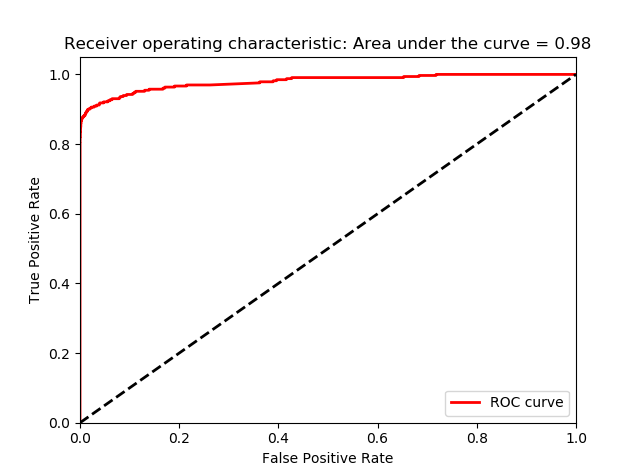 Receiver operating characteristic: Area under the curve = 0.98
1.0
0.8
0.6
0.4
0.2
0.0
True Positive Rate
ROC curve
0.0 0.2 0.4 0.6 0.8 1.0
False Positive Rate